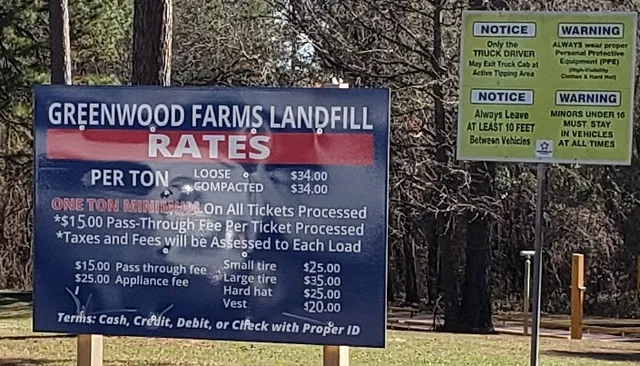 GREENWOOD FARMS LANDFILL
RATES
PER TON
LOOSE $34.00
COMPACTED $34.00
ONE TON MINIMUM On All Tickets Processed
*$15.00 Pass-Through Fee Per Ticket Processed
*Taxes and Fees will be Assessed to Each Load
$15.00 Pass through fee
$25.00 Appliance fee
Small tire $25.00
Large tire $35.00
Hard hat $25.00
Vest $20.00
Terms: Cash, Credit, Debit, or Check with Proper ID
NOTICE
Only the
TRUCK DRIVER
May Exit Truck Cab at
Active Tipping Area
WARNING
ALWAYS wear proper
Personal Protective
Equipment (PPE)
(High-Visibility
Clothes & Hard Hat)
NOTICE
Always Leave
AT LEAST 10 FEET
Between Vehicles
WARNING
MINORS UNDER 16
MUST STAY
IN VEHICLES
AT ALL TIMES